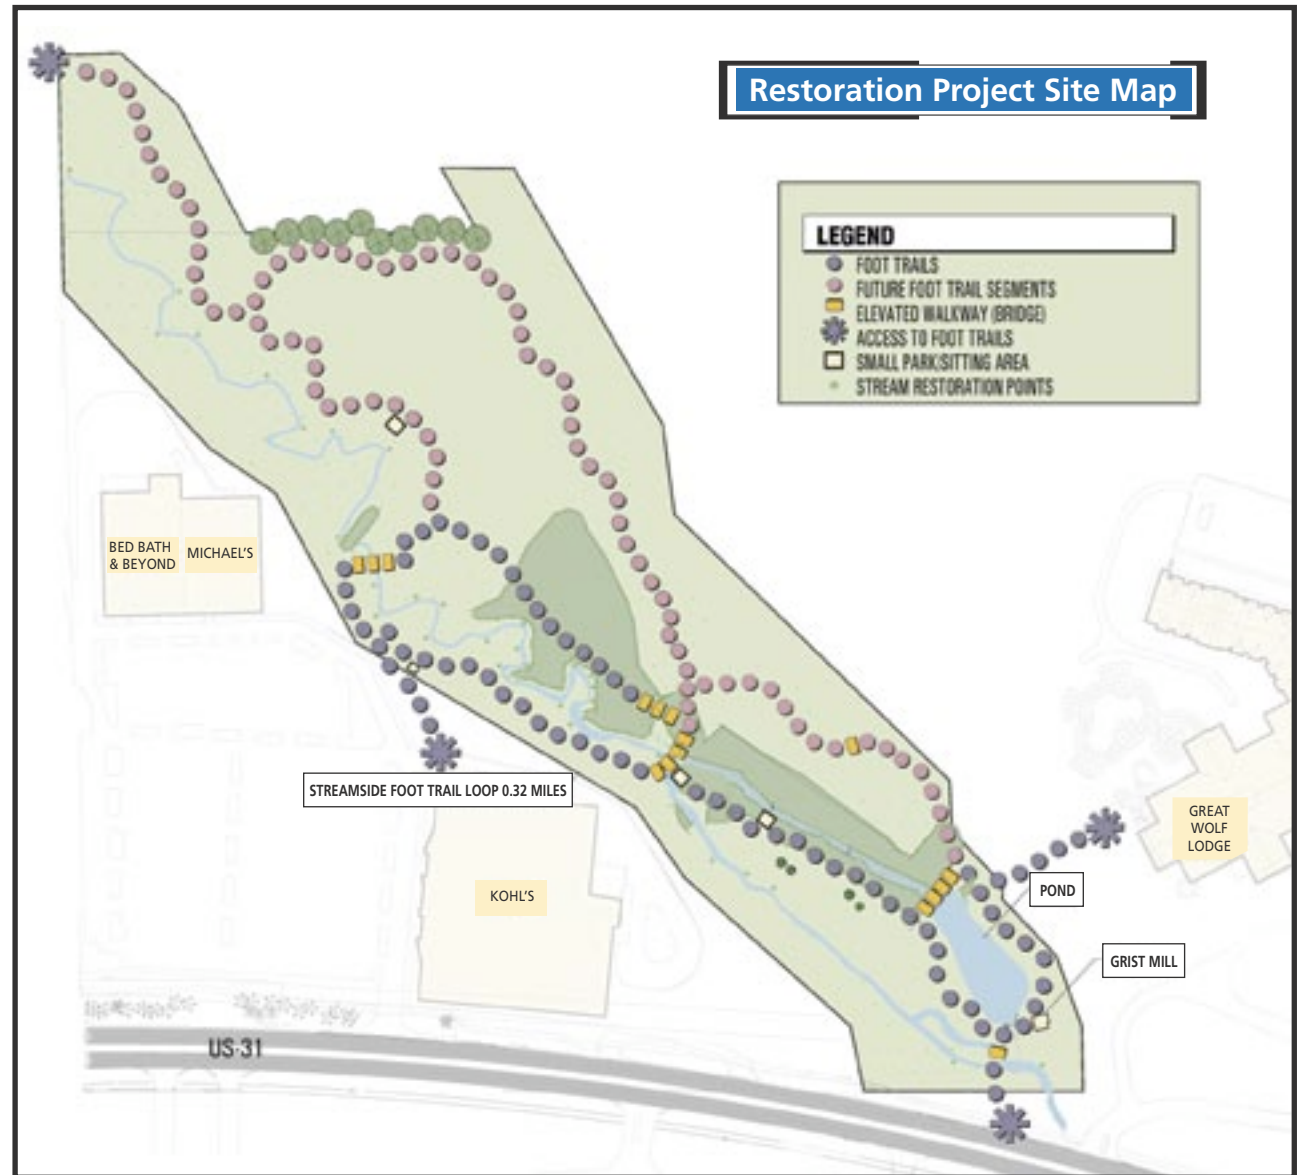 Restoration Project Site Map
LEGEND
FOOT TRAILS
FUTURE FOOT TRAIL SEGMENTS
ELEVATED WALKWAY (BRIDGE)
ACCESS TO FOOT TRAILS
SMALL PARK/SITTING AREA
STREAM RESTORATION POINTS
BED BATH
& BEYOND
MICHAEL'S
STREAMSIDE FOOT TRAIL LOOP 0.32 MILES
KOHL'S
GREAT
WOLF
LODGE
POND
GRIST MILL
US-31